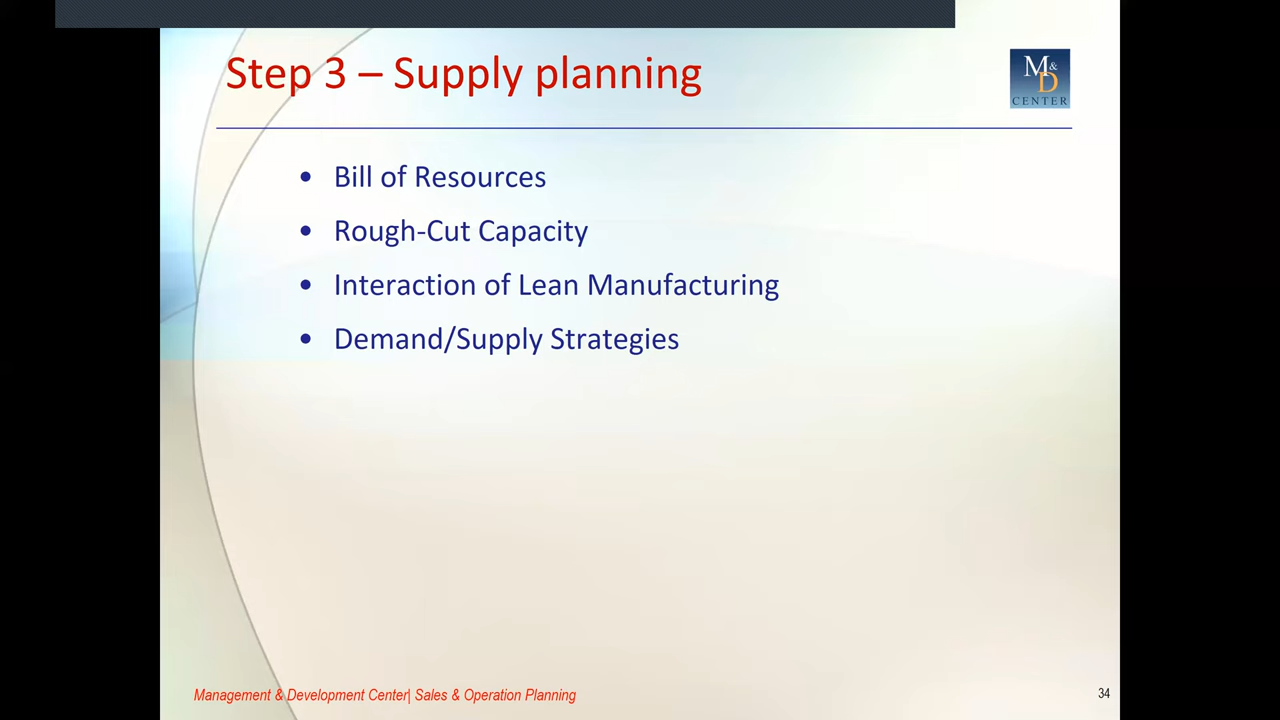 Step 3 – Supply planning
M&
D
CENTER
• Bill of Resources
• Rough-Cut Capacity
• Interaction of Lean Manufacturing
• Demand/Supply Strategies
Management & Development Center| Sales & Operation Planning
34